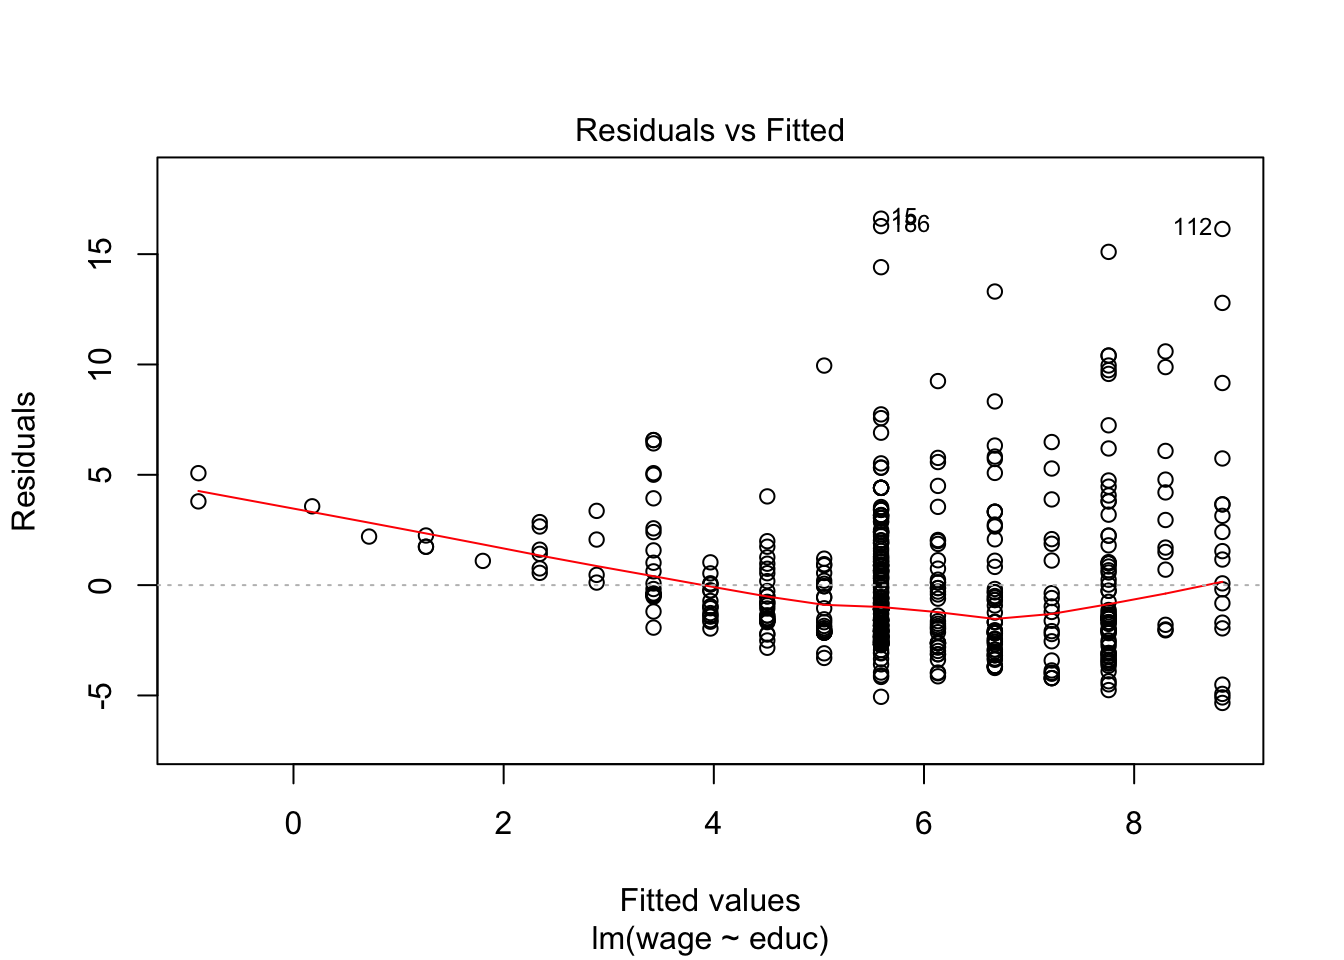 Residuals vs Fitted
15
186
112
Residuals
15
10
5
0
-5
0 2 4 6 8
Fitted values
lm(wage ~ educ)